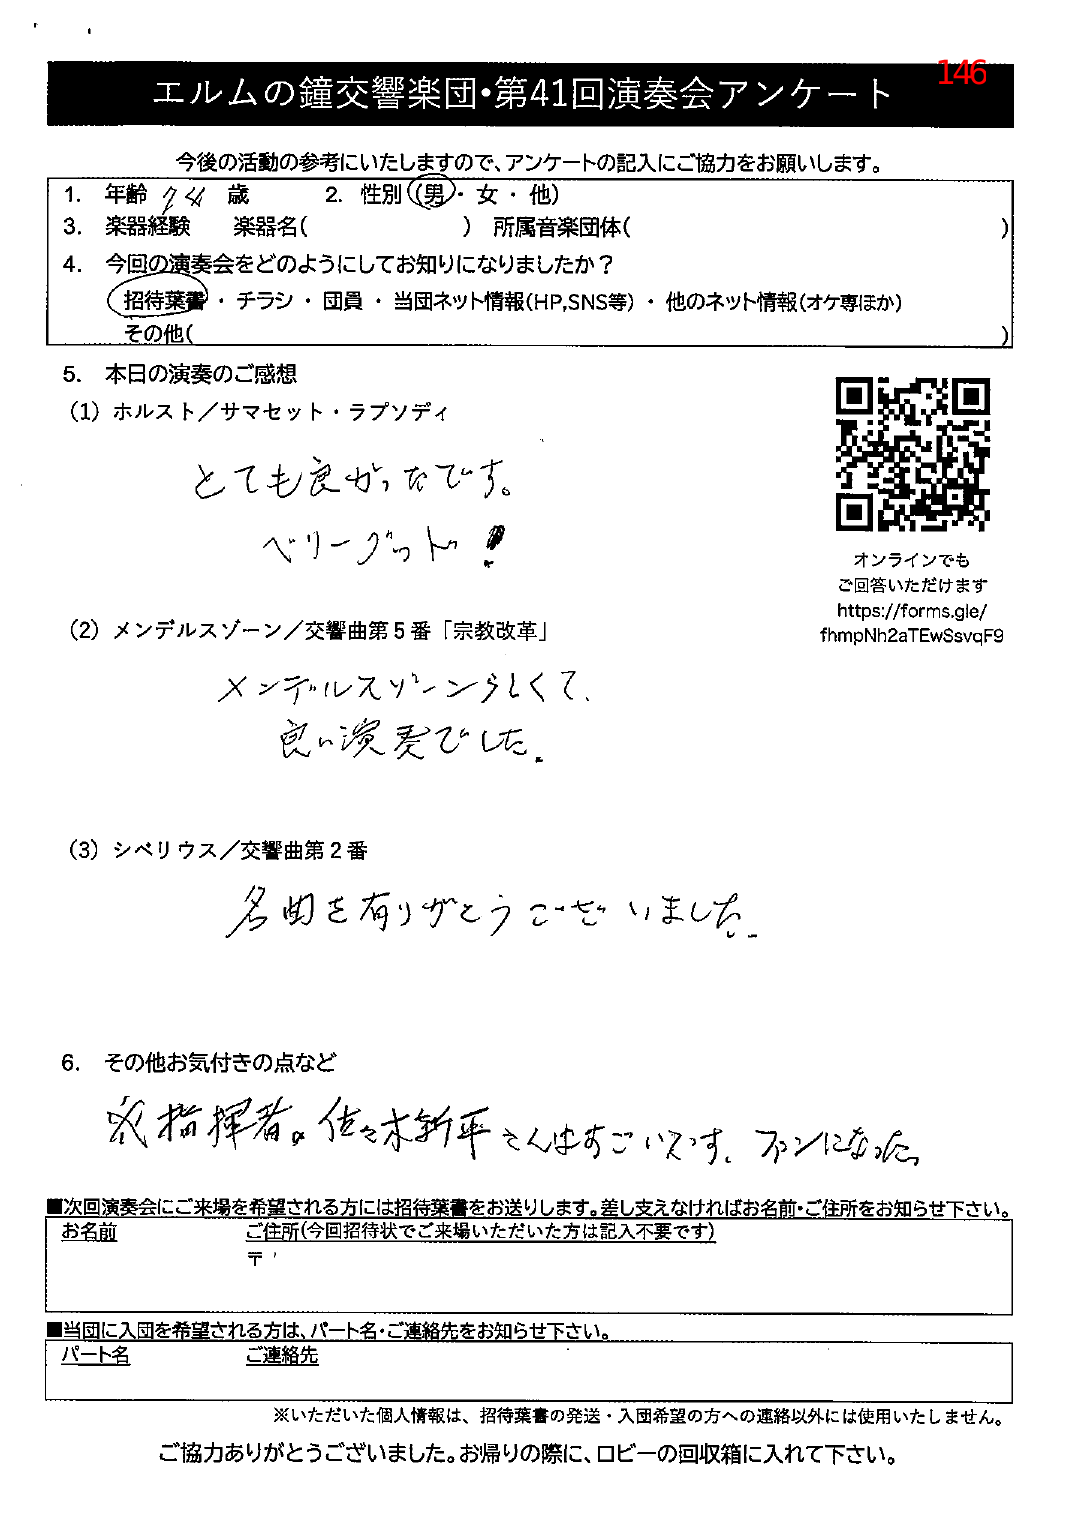 146
エルムの鐘交響楽団•第41回演奏会アンケート
今後の活動の参考にいたしますので、アンケートの記入にご協力をお願いします。
1. 年齢 74 歳 2. 性別(男・女・他)
3. 楽器経験 楽器名( ) 所属音楽団体( )
4. 今回の演奏会をどのようにしてお知りになりましたか？
招待葉書・チラシ・団員・当団ネット情報(HP,SNS等)・他のネット情報(オケ専ほか)
その他( )
5. 本日の演奏のご感想
(1) ホルスト／サマセット・ラプソディ
とても良かったです。
ベリーグット!
オンラインでも
ご回答いただけます
https://forms.gle/
fhmpNh2aTEwSsvqF9
(2) メンデルスゾーン／交響曲第5番「宗教改革」
メンデルスゾーンらしくて、
良い演奏でした.
(3) シベリウス／交響曲第2番
名曲を有りがとうございました.
6. その他お気付きの点など
※指揮者。佐々木新平さんはすごいです。ファンになった。
■次回演奏会にご来場を希望される方には招待葉書をお送りします。差し支えなければお名前・ご住所をお知らせ下さい。
お名前 ご住所(今回招待状でご来場いただいた方は記入不要です)
〒
■当団に入団を希望される方は、パート名・ご連絡先をお知らせ下さい。
パート名 ご連絡先
※いただいた個人情報は、招待葉書の発送・入団希望の方への連絡以外には使用いたしません。
ご協力ありがとうございました。お帰りの際に、ロビーの回収箱に入れて下さい。